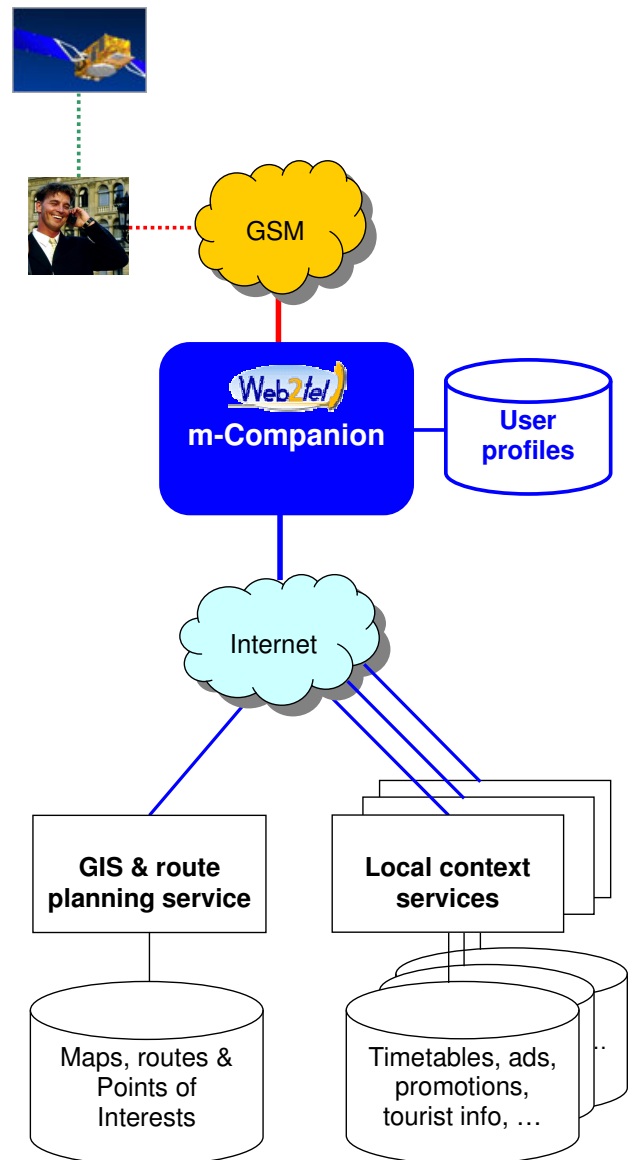 GSM
Web2tel
m-Companion
User
profiles
Internet
GIS & route
planning service
Local context
services
Maps, routes &
Points of
Interests
Timetables, ads,
promotions,
tourist info, …
..